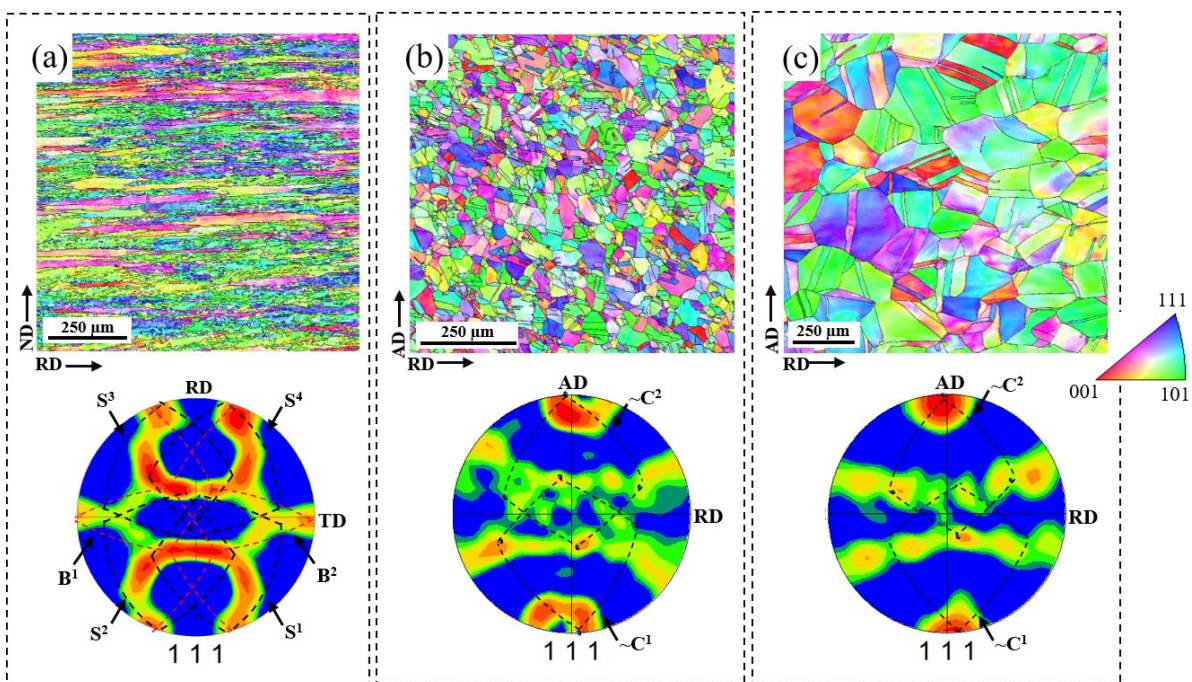 (a)
ND
250 µm
RD
(b)
AD
250 µm
RD
(c)
AD
250 µm
RD
111
001
101
RD
S³
S⁴
TD
B¹
B²
S²
S¹
1 1 1
AD
~C²
RD
~C¹
1 1 1
AD
~C²
RD
~C¹
1 1 1